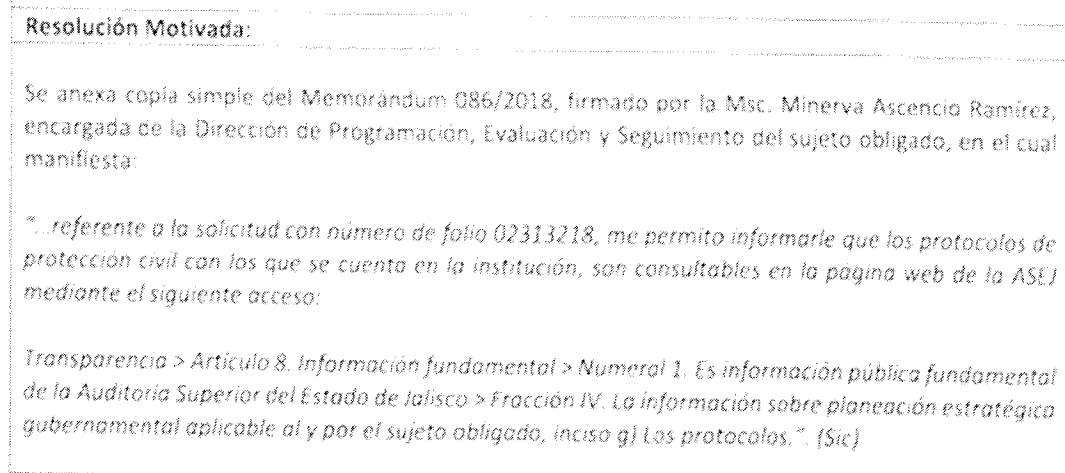 Resolución Motivada:
Se anexa copia simple del Memorándum 086/2018, firmado por la Msc. Minerva Ascencio Ramírez,
encargada de la Dirección de Programación, Evaluación y Seguimiento del sujeto obligado, en el cual
manifiesta:
"...referente a la solicitud con número de folio 02313218, me permito informarle que los protocolos de
protección civil con los que se cuenta en la institución, son consultables en la página web de la ASEJ
mediante el siguiente acceso:
Transparencia > Artículo 8. Información fundamental > Numeral 1. Es información pública fundamental
de la Auditoría Superior del Estado de Jalisco > Fracción IV. La información sobre planeación estratégica
gubernamental aplicable al y por el sujeto obligado, inciso g) Los protocolos.". (Sic)